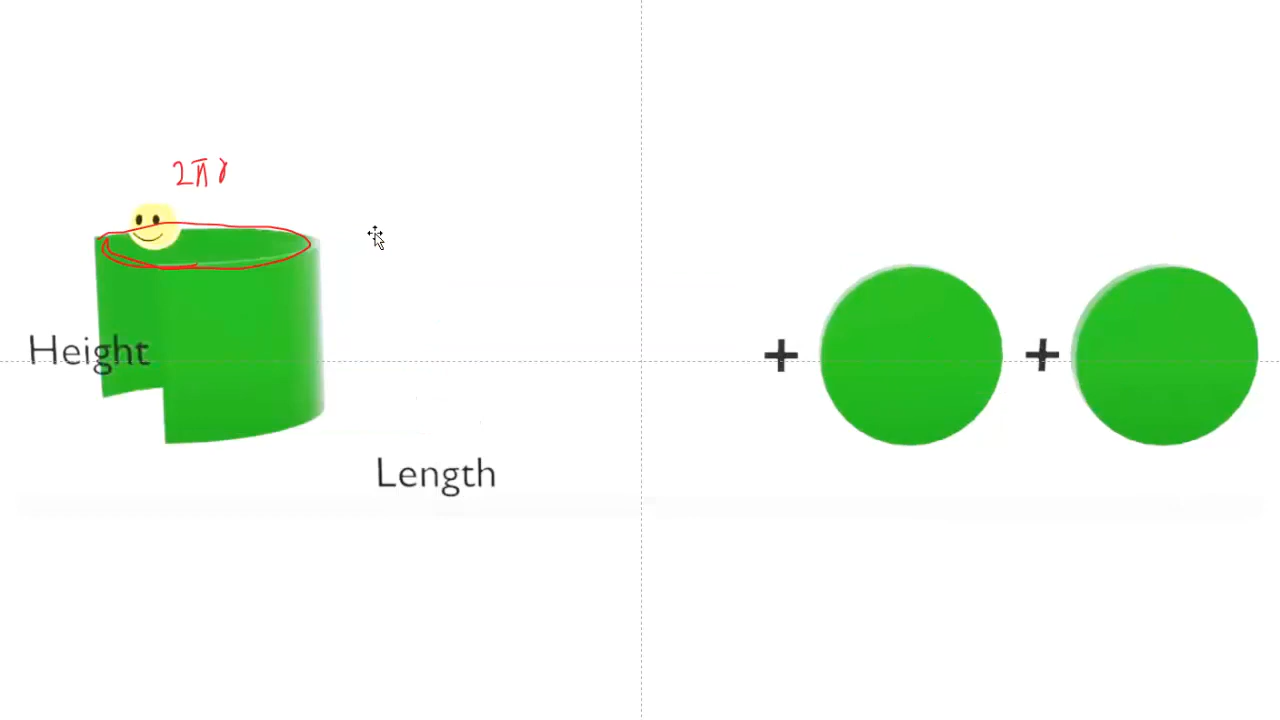 2πr
Height
+ +
Length